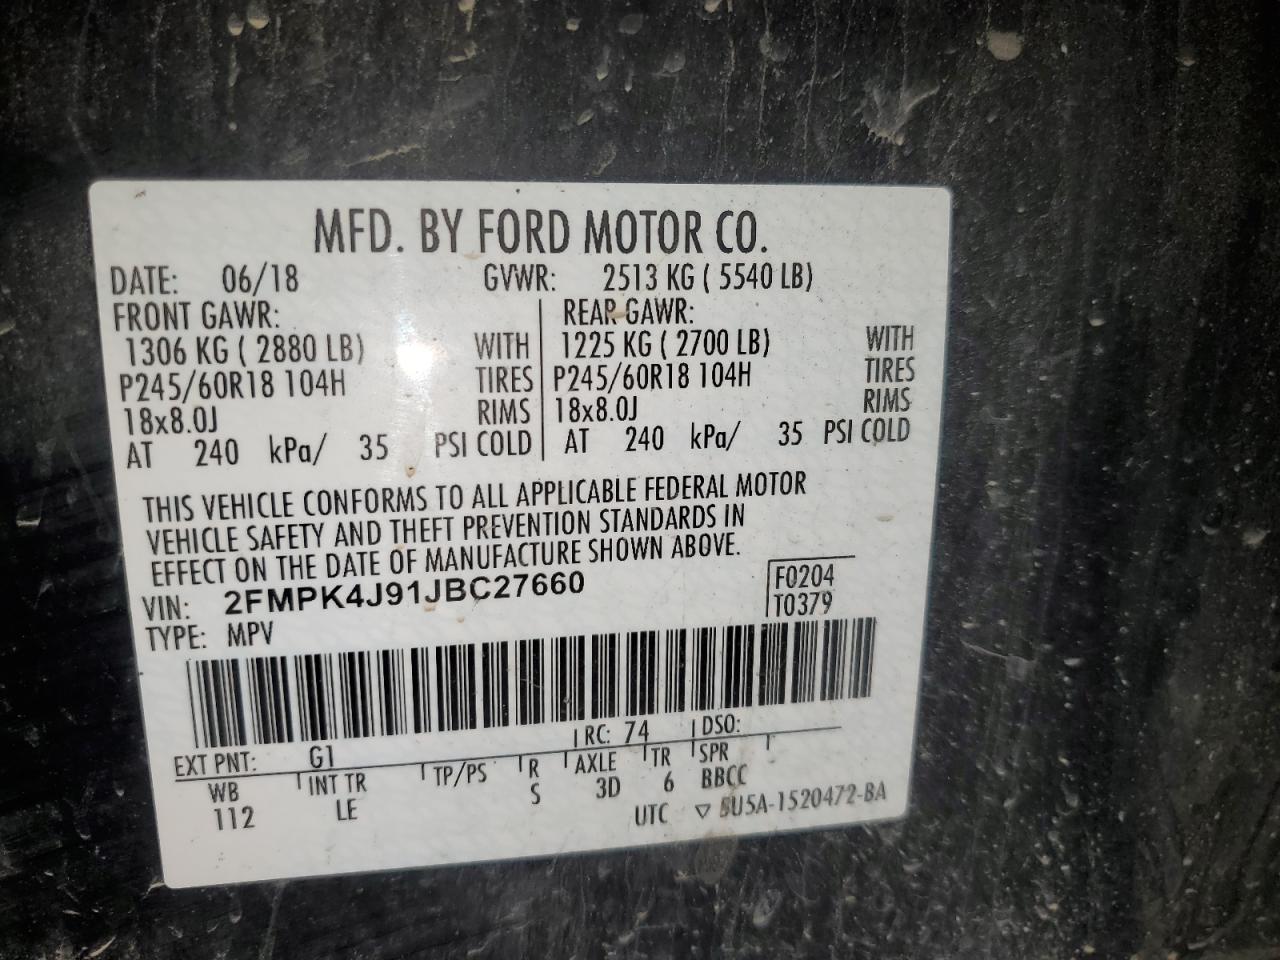 MFD. BY FORD MOTOR CO.
DATE: 06/18 GVWR: 2513 KG ( 5540 LB)
FRONT GAWR: REAR GAWR:
1306 KG ( 2880 LB) WITH 1225 KG ( 2700 LB) WITH
P245/60R18 104H TIRES P245/60R18 104H TIRES
18x8.0J RIMS 18x8.0J RIMS
AT 240 kPa/ 35 PSI COLD AT 240 kPa/ 35 PSI COLD
THIS VEHICLE CONFORMS TO ALL APPLICABLE FEDERAL MOTOR
VEHICLE SAFETY AND THEFT PREVENTION STANDARDS IN
EFFECT ON THE DATE OF MANUFACTURE SHOWN ABOVE.
VIN: 2FMPK4J91JBC27660 F0204
TYPE: MPV T0379
EXT PNT: G1 RC: 74 DSO:
WB INT TR TP/PS R AXLE TR SPR
112 LE S 3D 6 BBCC
UTC ▽ 5U5A-1520472-BA